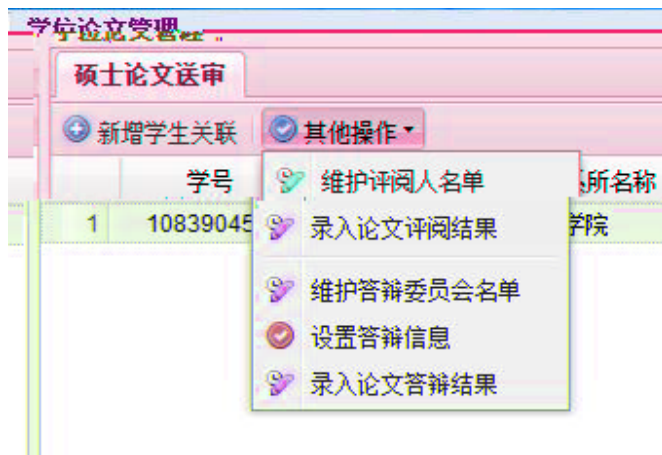 学位论文管理
硕士论文送审
新增学生关联 其他操作
学号 所名称
1 10839045 学院
维护评阅人名单
录入论文评阅结果
维护答辩委员会名单
设置答辩信息
录入论文答辩结果